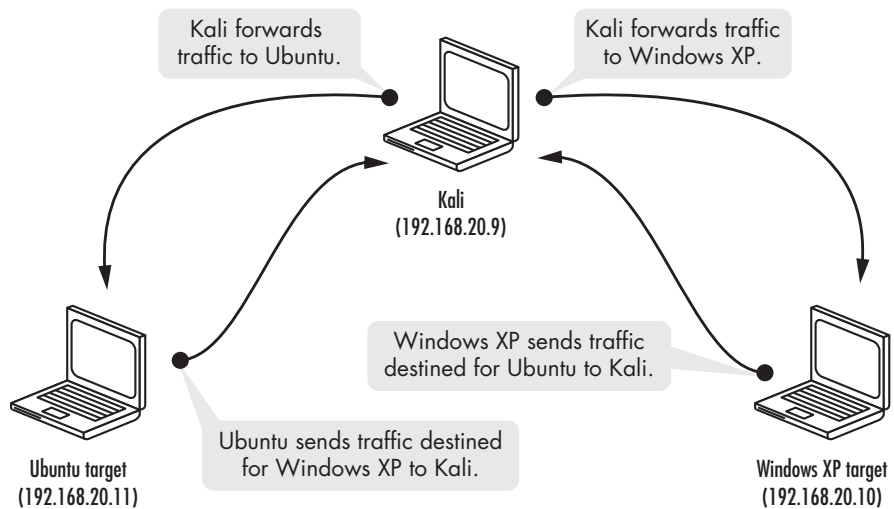 Kali forwards
traffic to Ubuntu.
Kali forwards traffic
to Windows XP.
Kali
(192.168.20.9)
Windows XP sends traffic
destined for Ubuntu to Kali.
Ubuntu sends traffic destined
for Windows XP to Kali.
Ubuntu target
(192.168.20.11)
Windows XP target
(192.168.20.10)